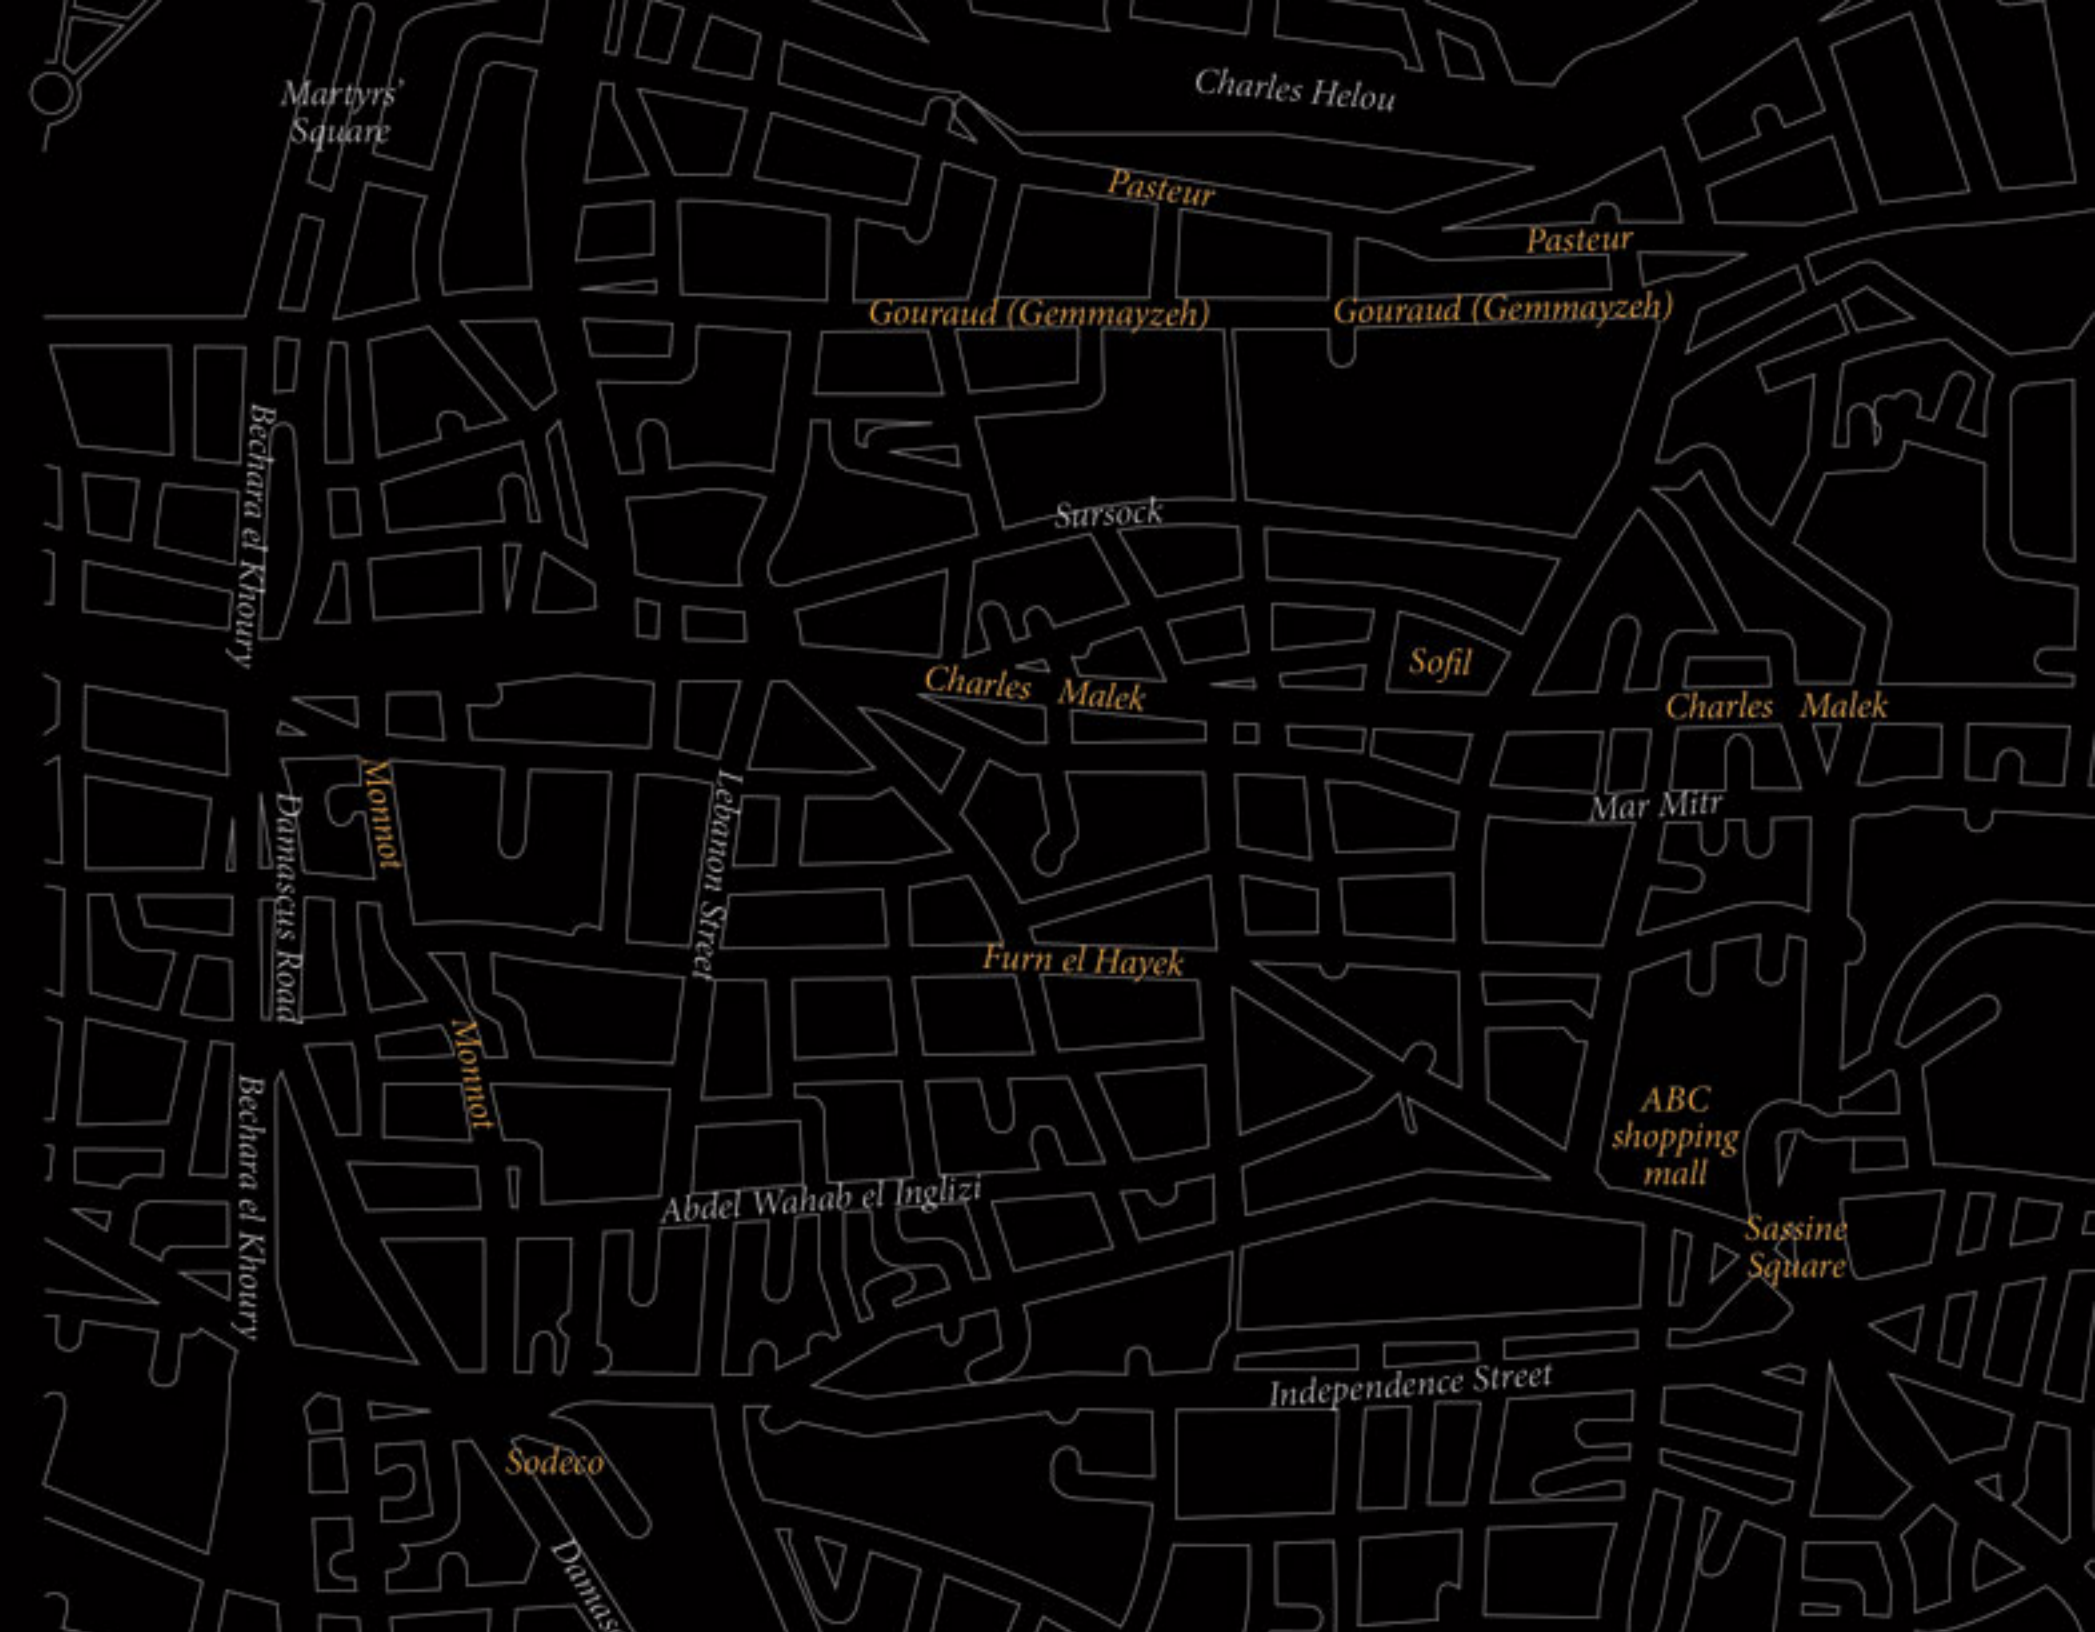 Martyrs'
Square
Charles Helou
Pasteur
Pasteur
Gouraud (Gemmayzeh)
Gouraud (Gemmayzeh)
Bechara el Khoury
Sursock
Sofil
Charles Malek
Charles Malek
Monnot
Damascus Road
Lebanon Street
Mar Mitr
Furn el Hayek
Monnot
Bechara el Khoury
ABC
shopping
mall
Abdel Wahab el Inglizi
Sassine
Square
Independence Street
Sodeco
Damas